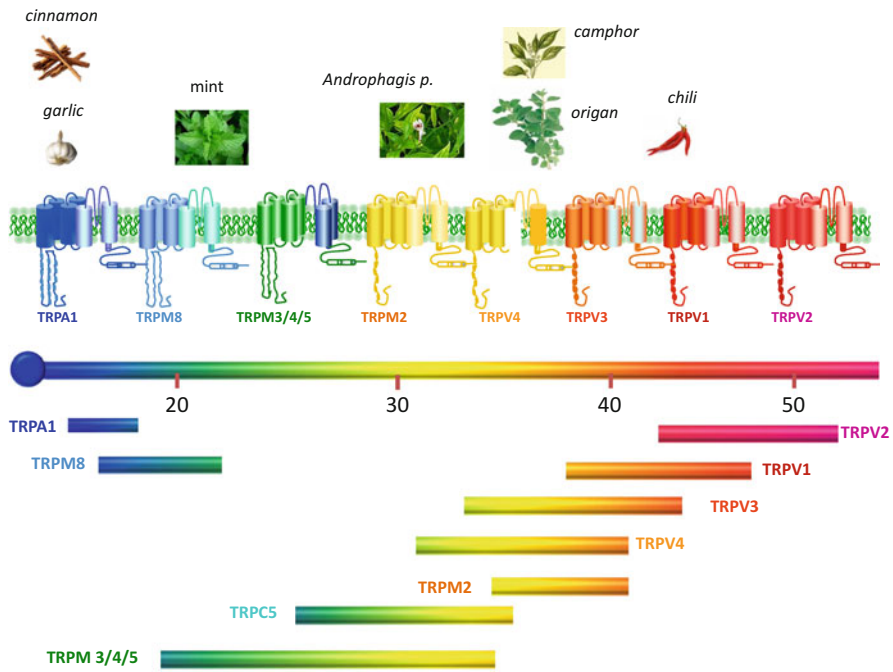 cinnamon
camphor
mint
Androphagis p.
garlic
origan
chili
TRPA1
TRPM8
TRPM3/4/5
TRPM2
TRPV4
TRPV3
TRPV1
TRPV2
20
30
40
50
TRPA1
TRPV2
TRPM8
TRPV1
TRPV3
TRPV4
TRPM2
TRPC5
TRPM 3/4/5